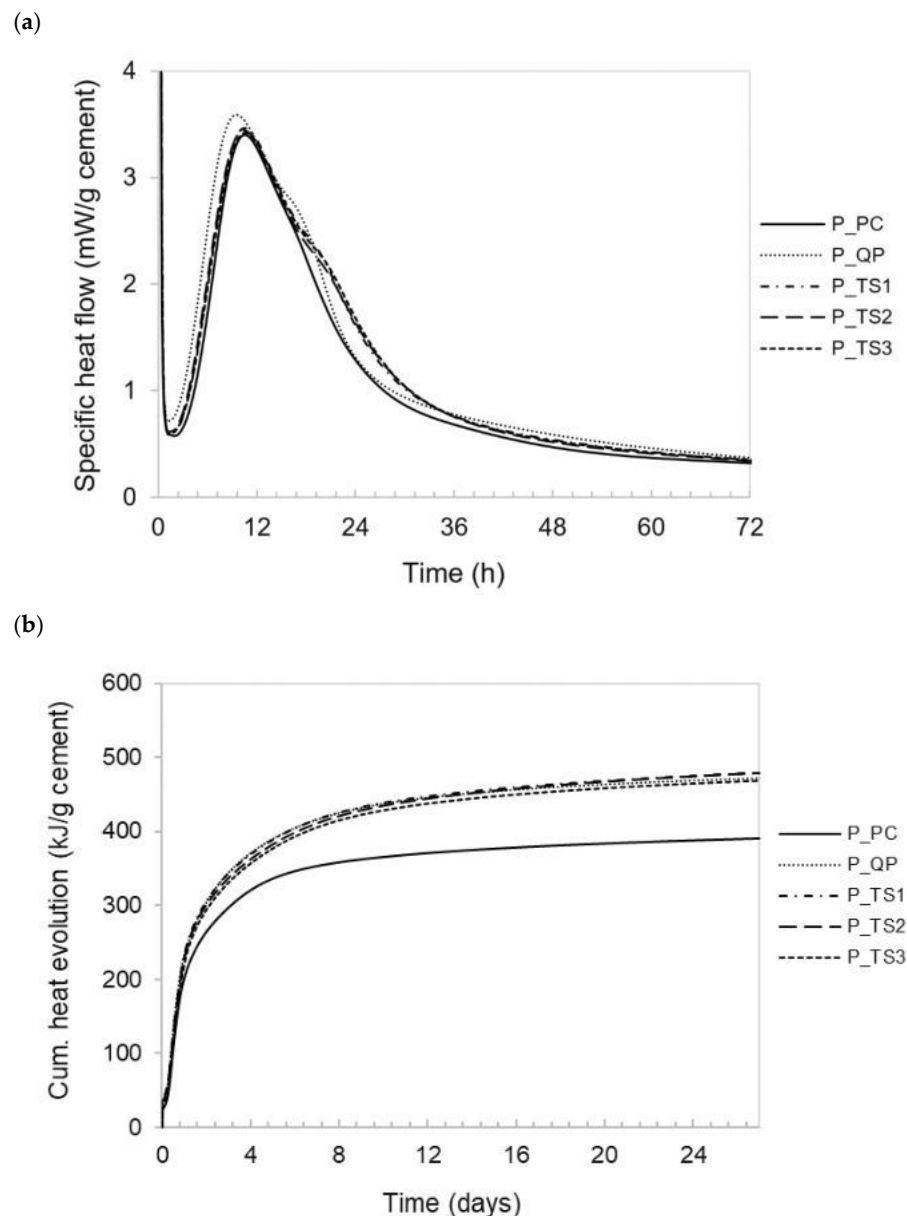 (a)
Specific heat flow (mW/g cement)
4
3
2
1
0
0 12 24 36 48 60 72
Time (h)
P_PC
P_QP
P_TS1
P_TS2
P_TS3
(b)
Cum. heat evolution (kJ/g cement)
600
500
400
300
200
100
0
0 4 8 12 16 20 24
Time (days)
P_PC
P_QP
P_TS1
P_TS2
P_TS3